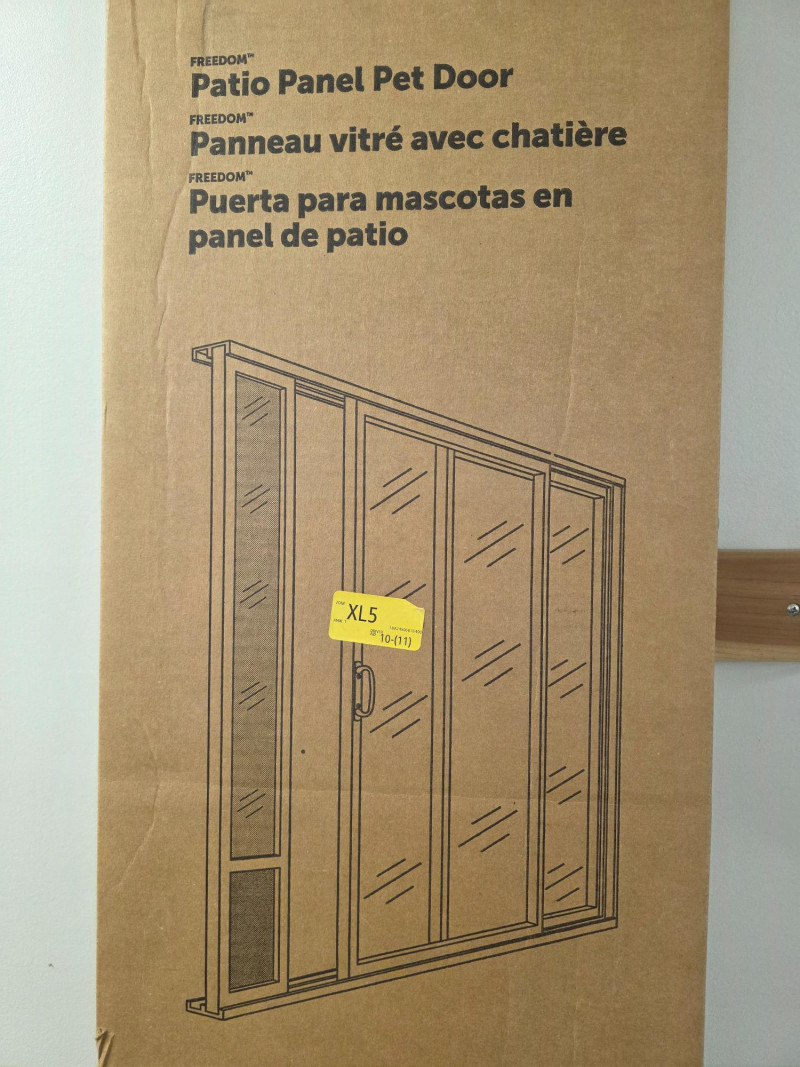 FREEDOM™
Patio Panel Pet Door
FREEDOM™
Panneau vitré avec chatière
FREEDOM™
Puerta para mascotas en
panel de patio
XL5
10-(11)